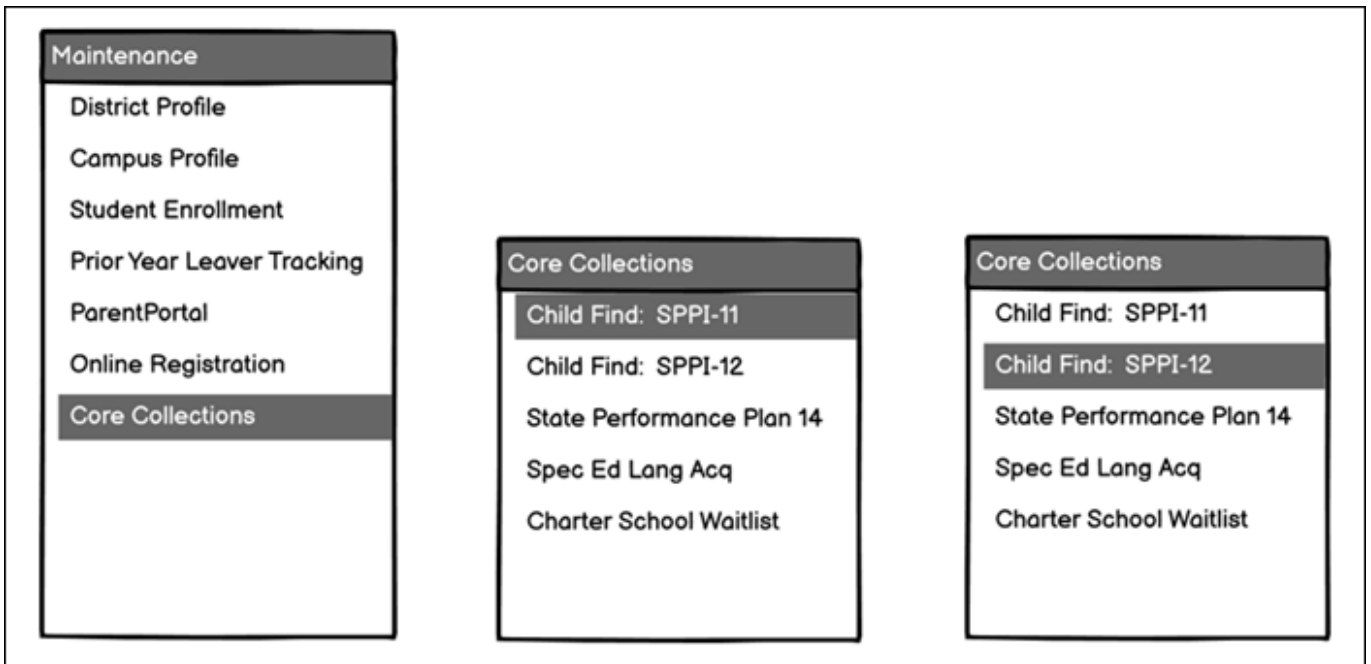 Maintenance
District Profile
Campus Profile
Student Enrollment
Prior Year Leaver Tracking
ParentPortal
Online Registration
Core Collections
Core Collections
Child Find: SPPI-11
Child Find: SPPI-12
State Performance Plan 14
Spec Ed Lang Acq
Charter School Waitlist
Core Collections
Child Find: SPPI-11
Child Find: SPPI-12
State Performance Plan 14
Spec Ed Lang Acq
Charter School Waitlist